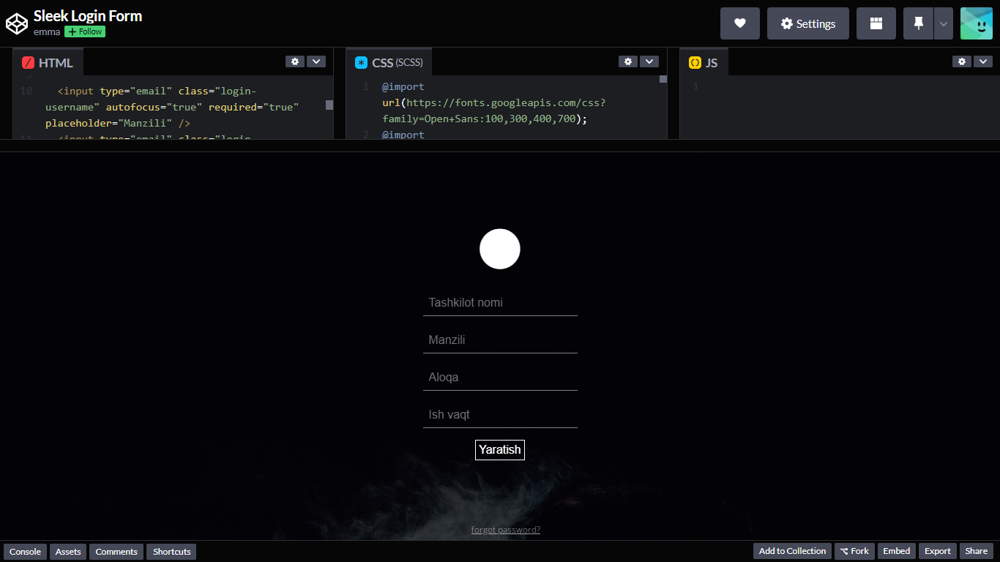 Sleek Login Form
emma + Follow
Settings
HTML
CSS (SCSS)
JS
10 <input type="email" class="login-
username" autofocus="true" required="true"
placeholder="Manzili" />
11 <input type="email" class="login-
1 @import
url(https://fonts.googleapis.com/css?
family=Open+Sans:100,300,400,700);
2 @import
1
Tashkilot nomi
Manzili
Aloqa
Ish vaqt
Yaratish
forgot password?
Console Assets Comments Shortcuts
Add to Collection Fork Embed Export Share